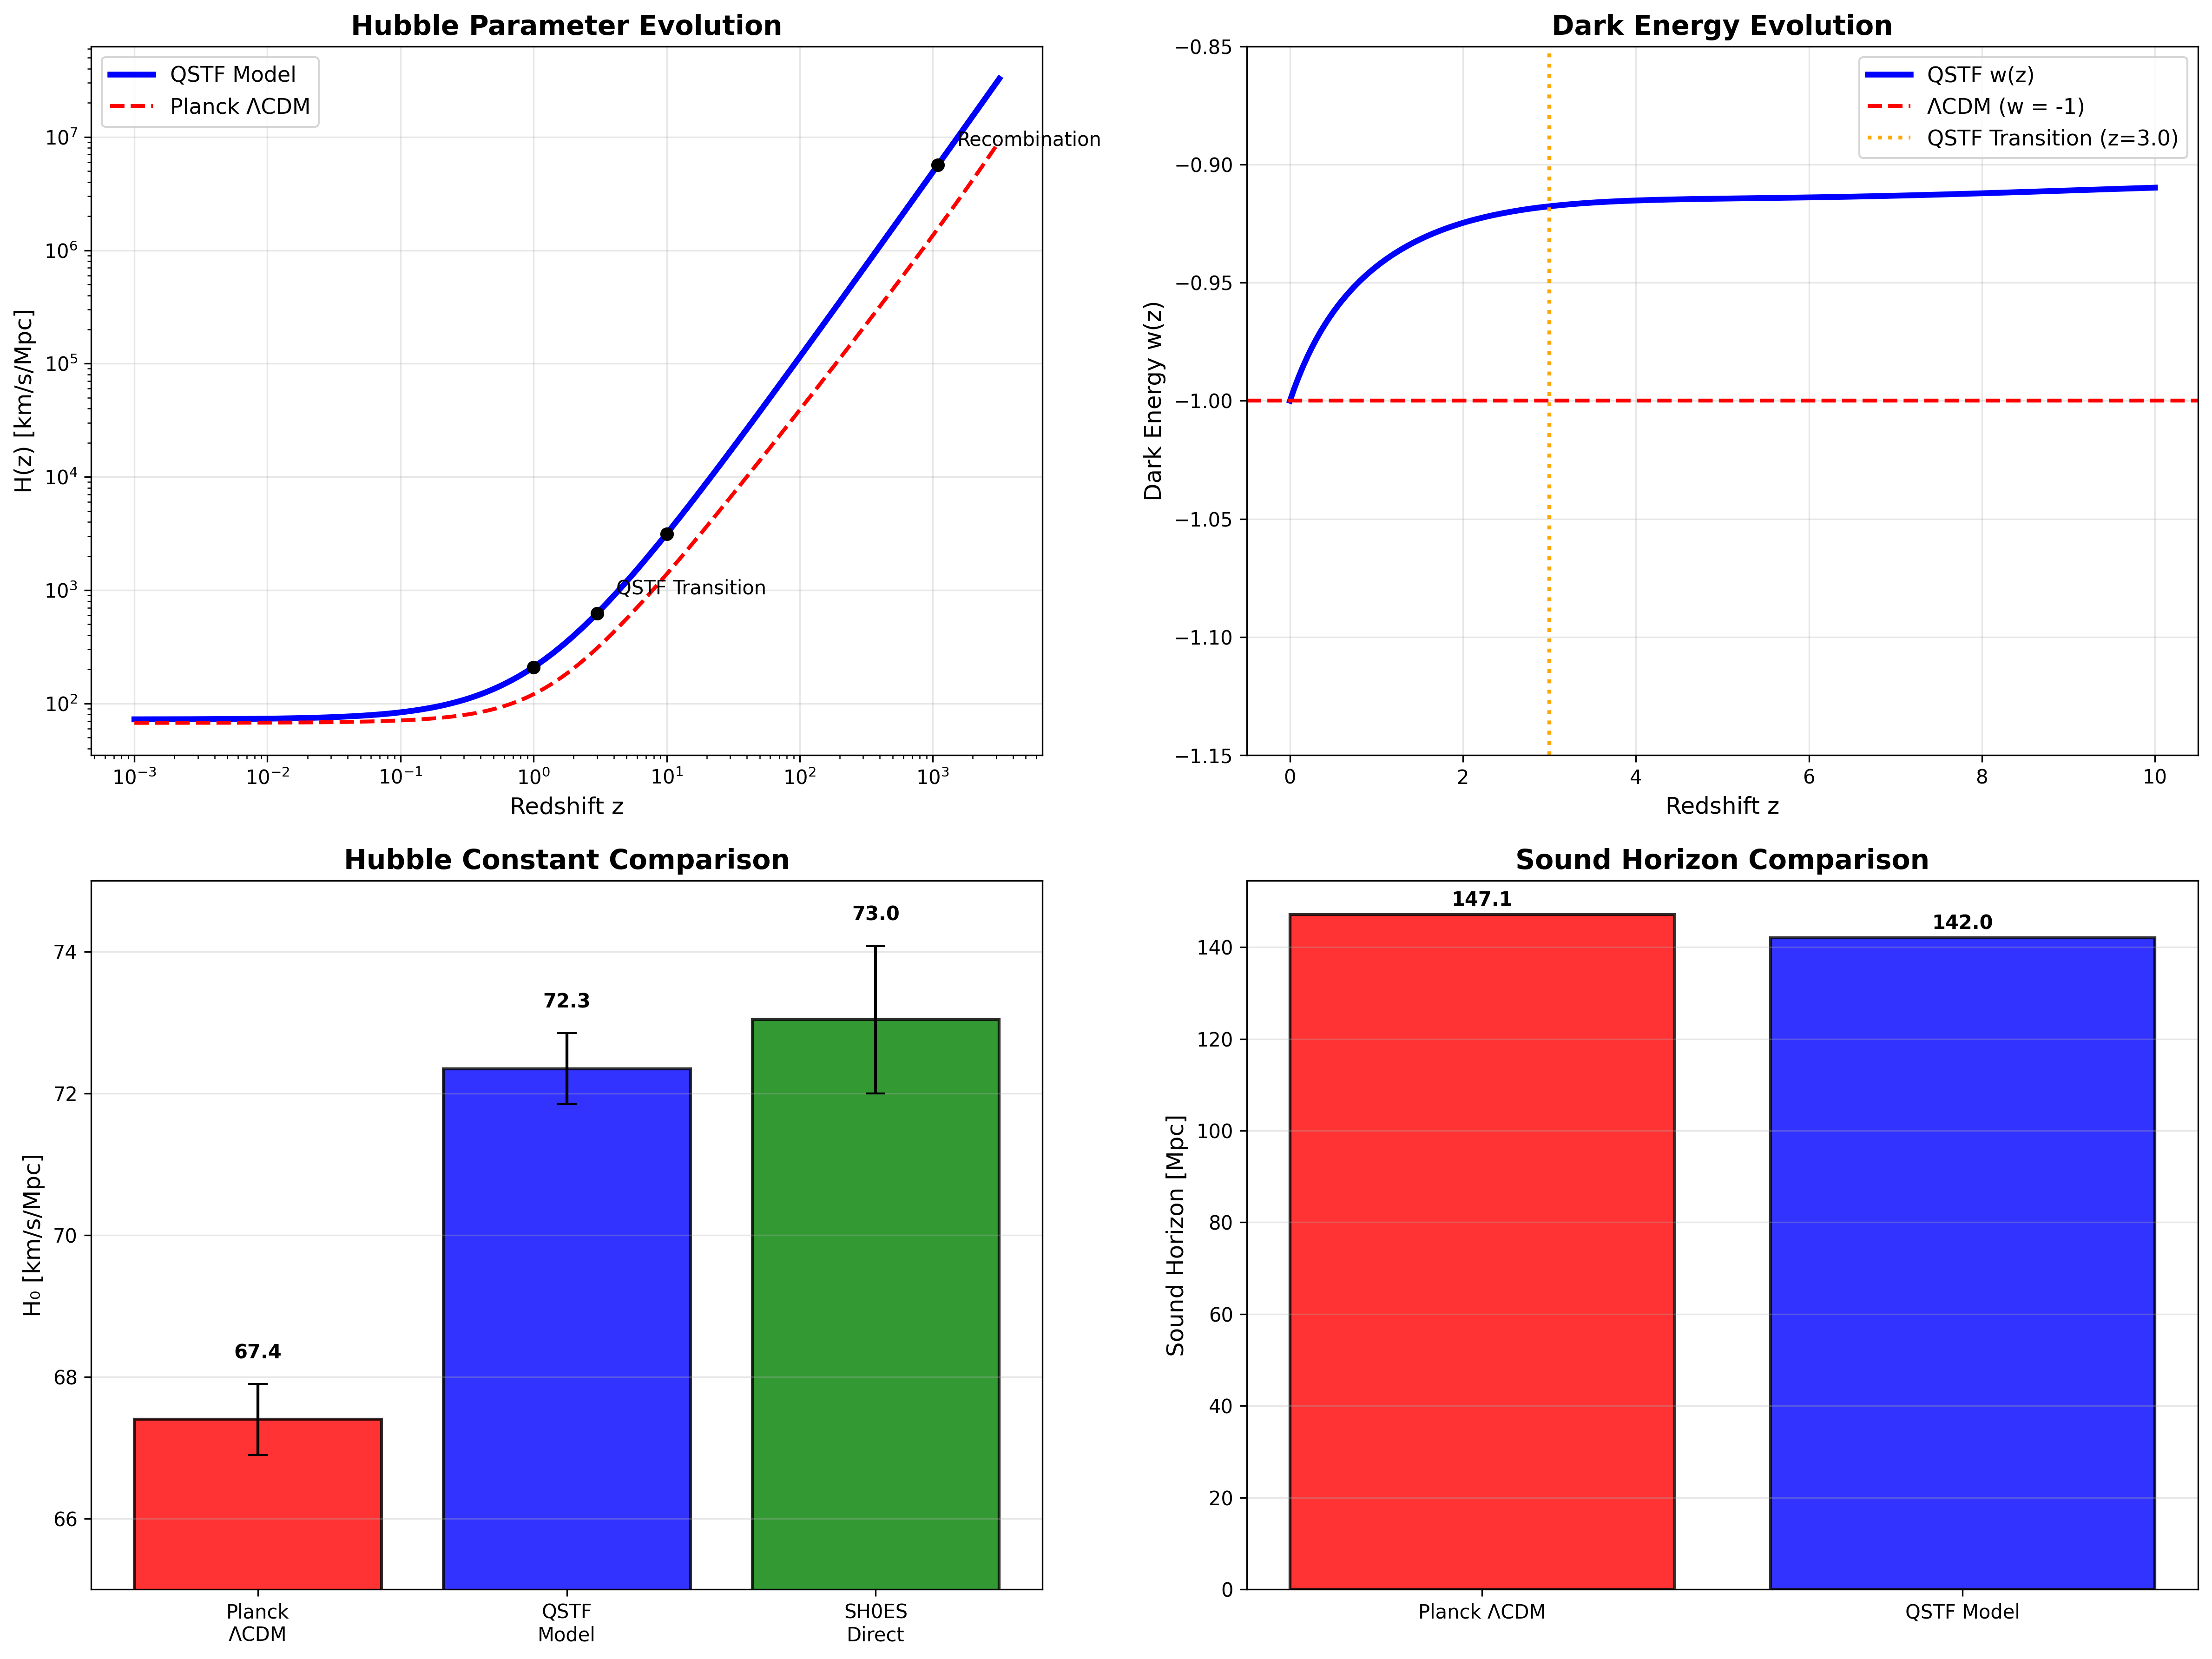 Hubble Parameter Evolution
QSTF Model
Planck ΛCDM
Recombination
QSTF Transition
H(z) [km/s/Mpc]
10⁷
10⁶
10⁵
10⁴
10³
10²
10⁻³ 10⁻² 10⁻¹ 10⁰ 10¹ 10² 10³
Redshift z
Dark Energy Evolution
QSTF w(z)
ΛCDM (w = -1)
QSTF Transition (z=3.0)
Dark Energy w(z)
−0.85
−0.90
−0.95
−1.00
−1.05
−1.10
−1.15
0 2 4 6 8 10
Redshift z
Hubble Constant Comparison
H₀ [km/s/Mpc]
74
72
70
68
66
67.4
72.3
73.0
Planck
ΛCDM
QSTF
Model
SH0ES
Direct
Sound Horizon Comparison
Sound Horizon [Mpc]
140
120
100
80
60
40
20
0
147.1
142.0
Planck ΛCDM
QSTF Model